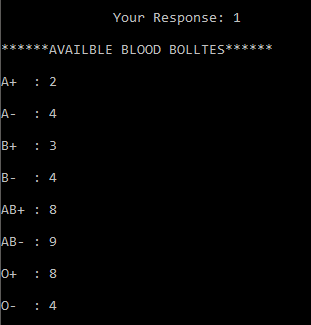 Your Response: 1
******AVAILBLE BLOOD BOLLTES******
A+  : 2
A-  : 4
B+  : 3
B-  : 4
AB+ : 8
AB- : 9
O+  : 8
O-  : 4